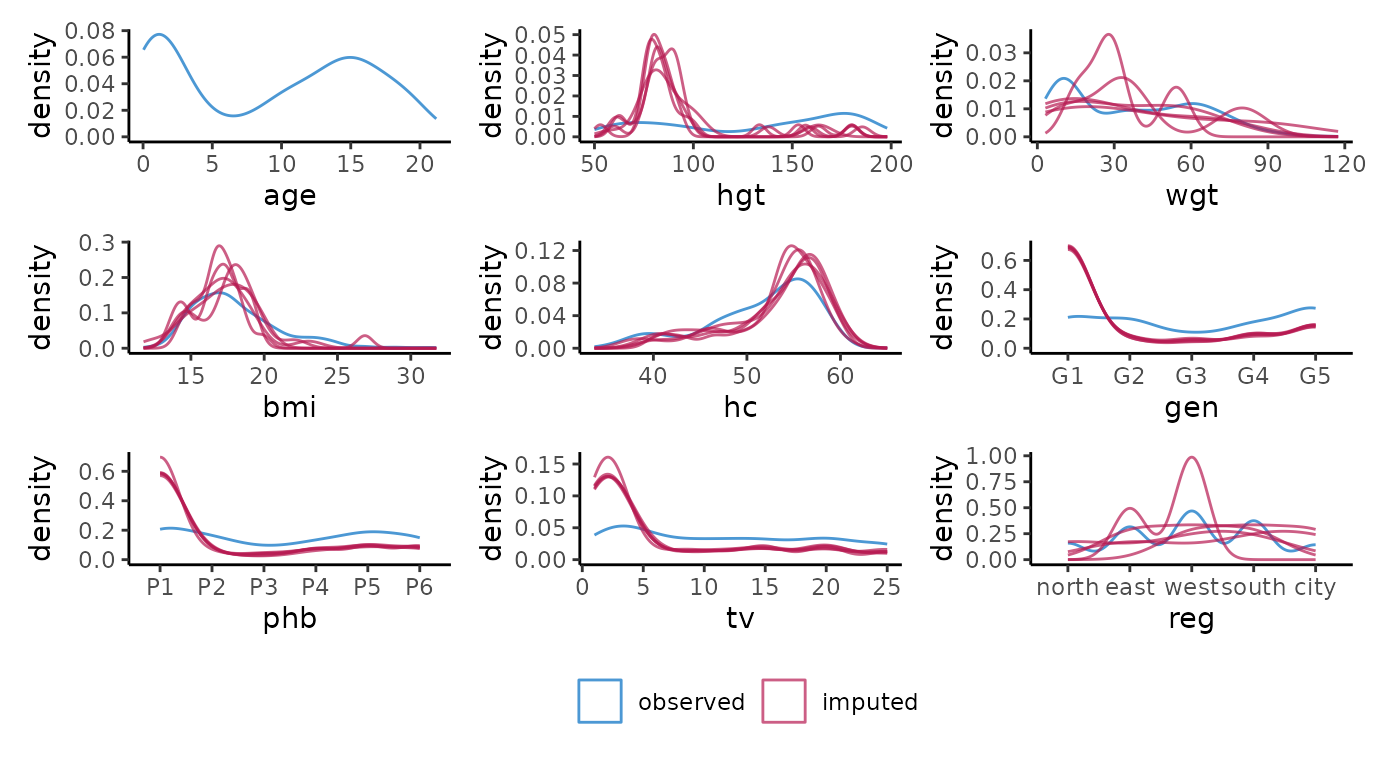 density
0.08
0.06
0.04
0.02
0.00
0 5 10 15 20
age
density
0.05
0.04
0.03
0.02
0.01
0.00
50 100 150 200
hgt
density
0.03
0.02
0.01
0.00
0 30 60 90 120
wgt
density
0.3
0.2
0.1
0.0
15 20 25 30
bmi
density
0.12
0.08
0.04
0.00
40 50 60
hc
density
0.6
0.4
0.2
0.0
G1 G2 G3 G4 G5
gen
density
0.6
0.4
0.2
0.0
P1 P2 P3 P4 P5 P6
phb
density
0.15
0.10
0.05
0.00
0 5 10 15 20 25
tv
density
1.00
0.75
0.50
0.25
0.00
north east west south city
reg
observed imputed